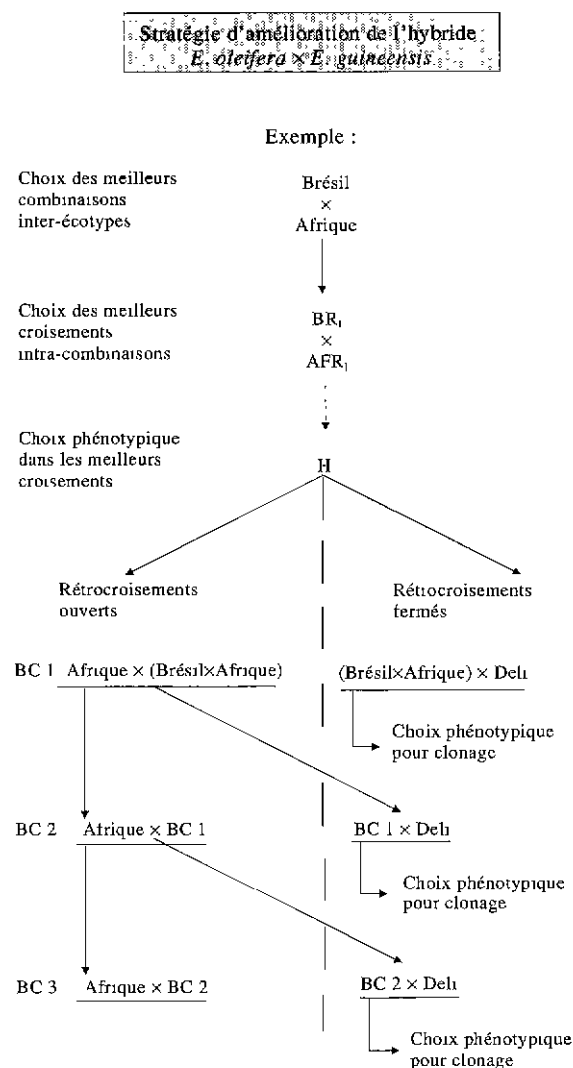 Stratégie d'amélioration de l'hybride
E. oleifera × E. guineensis
Exemple :
Choix des meilleurs
combinaisons
inter-écotypes
Brésil
×
Afrique
Choix des meilleurs
croisements
intra-combinaisons
BR₁
×
AFR₁
Choix phénotypique
dans les meilleurs
croisements
H
Rétrocroisements
ouverts
Rétrocroisements
fermés
BC 1 Afrique × (Brésil×Afrique)
(Brésil×Afrique) × Deli
Choix phénotypique
pour clonage
BC 2 Afrique × BC 1
BC 1 × Deli
Choix phénotypique
pour clonage
BC 3 Afrique × BC 2
BC 2 × Deli
Choix phénotypique
pour clonage